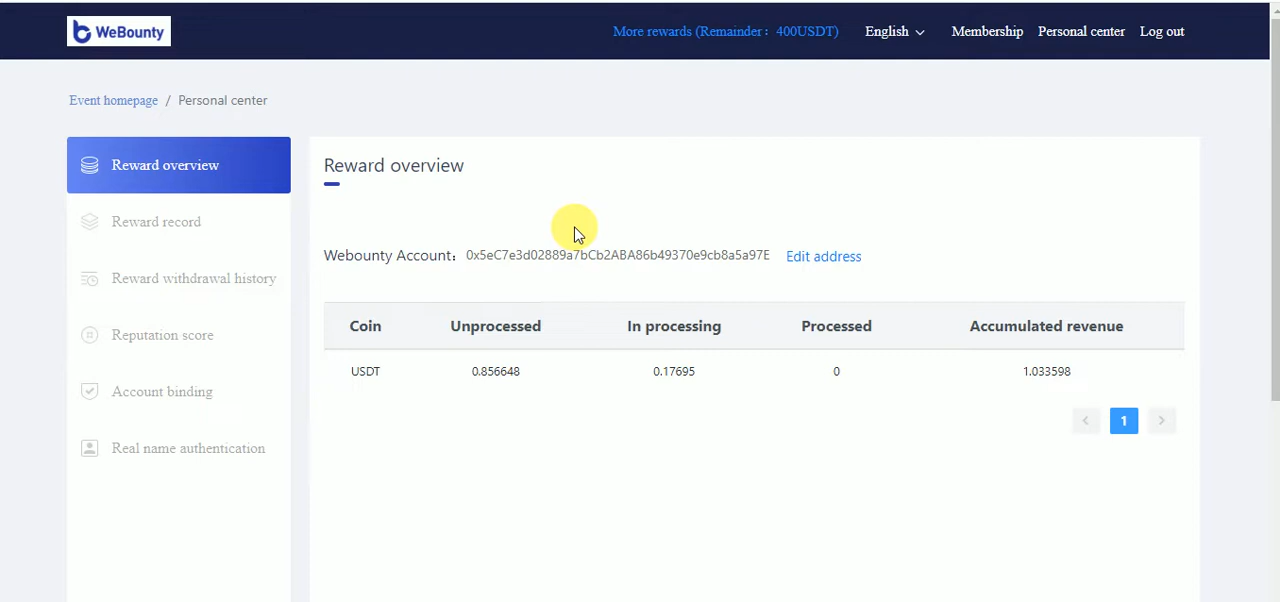 WeBounty
More rewards (Remainder： 400USDT)
English
Membership
Personal center
Log out
Event homepage / Personal center
Reward overview
Reward record
Reward withdrawal history
Reputation score
Account binding
Real name authentication
Reward overview
Webounty Account： 0x5eC7e3d02889a7bCb2ABA86b49370e9cb8a5a97E Edit address
Coin Unprocessed In processing Processed Accumulated revenue
USDT 0.856648 0.17695 0 1.033598
1